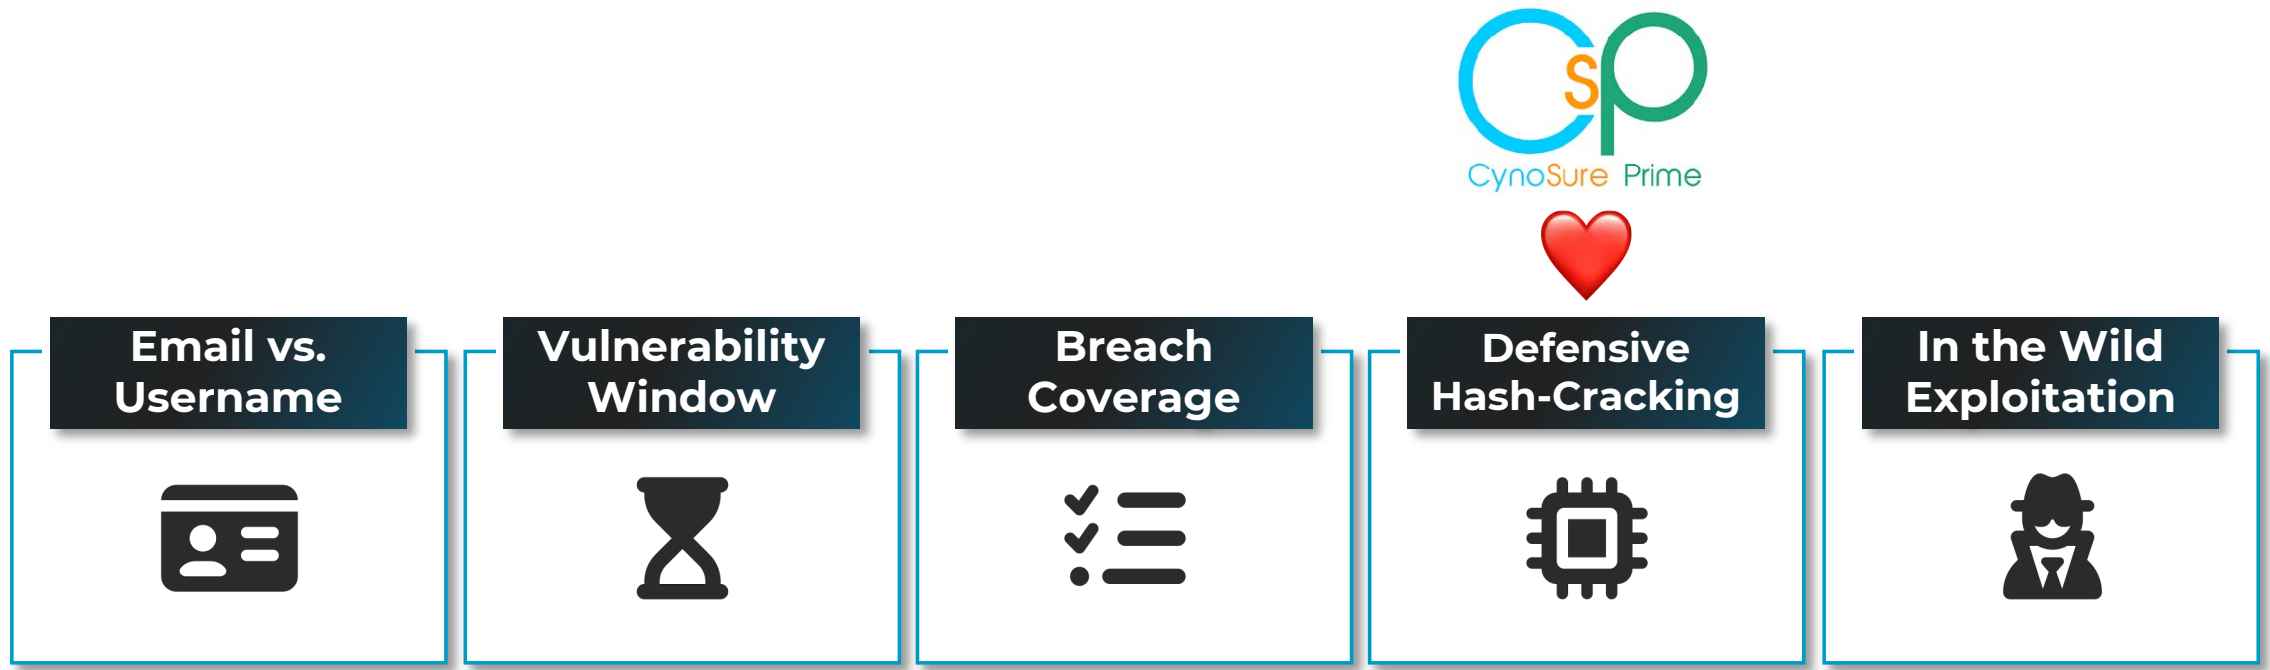 CSP
CynoSure Prime
Email vs.
Username
Vulnerability
Window
Breach
Coverage
Defensive
Hash-Cracking
In the Wild
Exploitation